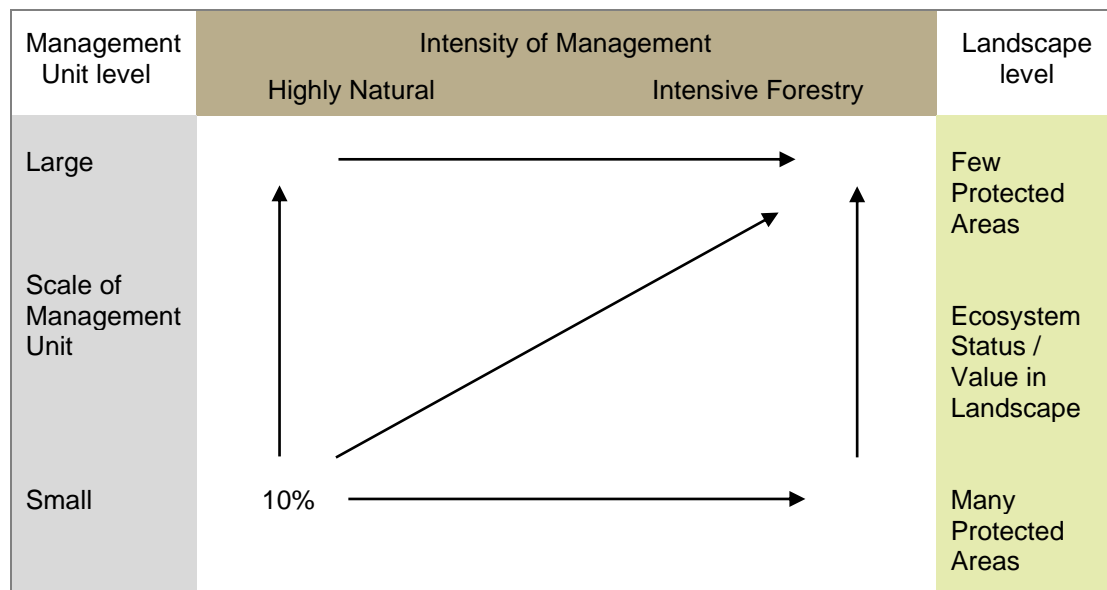 Management
Unit level
Intensity of Management
Highly Natural
Intensive Forestry
Landscape
level
Large
Few
Protected
Areas
Scale of
Management
Unit
Ecosystem
Status /
Value in
Landscape
Small
10%
Many
Protected
Areas